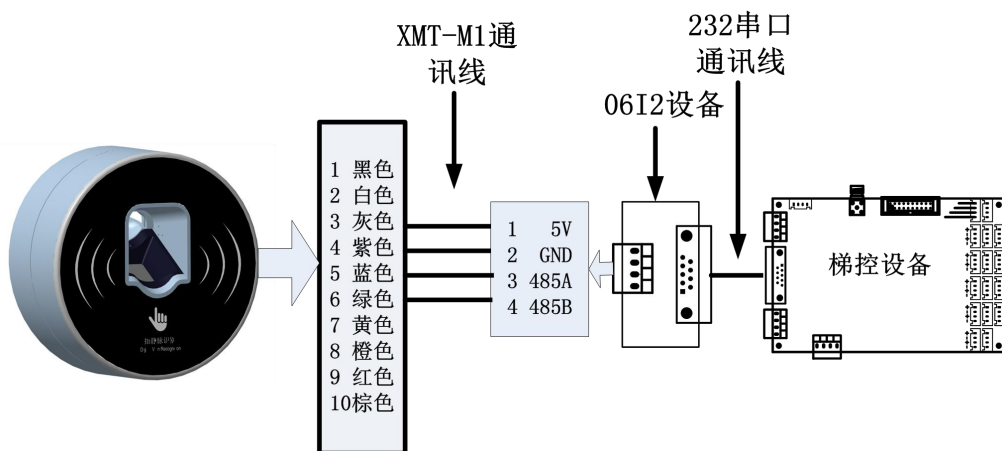 XMT-M1通
讯线
232串口
通讯线
06I2设备
1 黑色
2 白色
3 灰色
4 紫色
5 蓝色
6 绿色
7 黄色
8 橙色
9 红色
10棕色
1 5V
2 GND
3 485A
4 485B
梯控设备